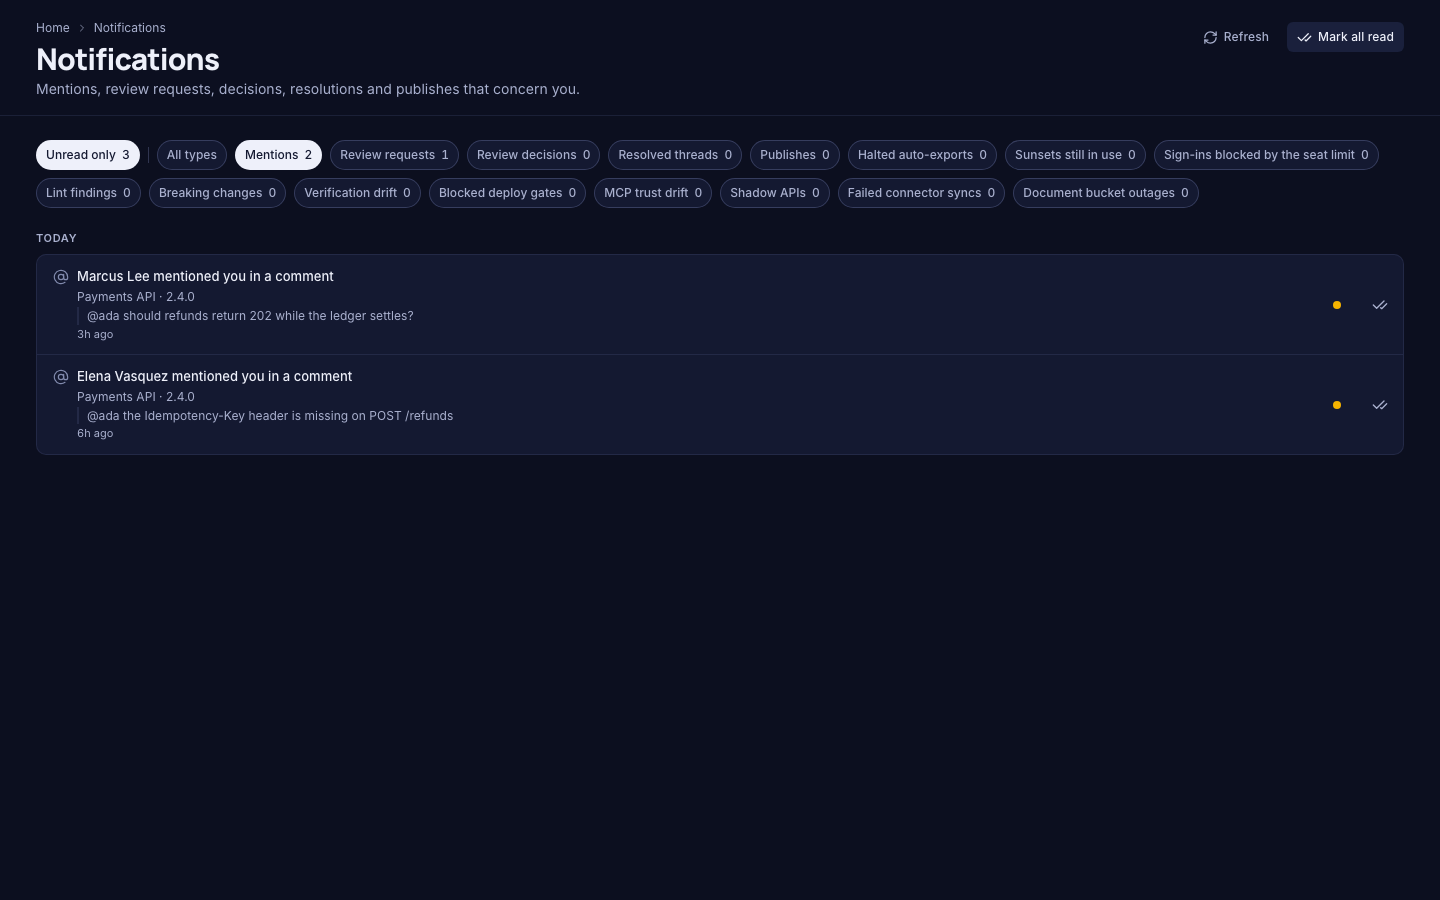 Home > Notifications
Notifications
Mentions, review requests, decisions, resolutions and publishes that concern you.
Refresh
Mark all read
Unread only 3
All types
Mentions 2
Review requests 1
Review decisions 0
Resolved threads 0
Publishes 0
Halted auto-exports 0
Sunsets still in use 0
Sign-ins blocked by the seat limit 0
Lint findings 0
Breaking changes 0
Verification drift 0
Blocked deploy gates 0
MCP trust drift 0
Shadow APIs 0
Failed connector syncs 0
Document bucket outages 0
TODAY
Marcus Lee mentioned you in a comment
Payments API · 2.4.0
@ada should refunds return 202 while the ledger settles?
3h ago
Elena Vasquez mentioned you in a comment
Payments API · 2.4.0
@ada the Idempotency-Key header is missing on POST /refunds
6h ago